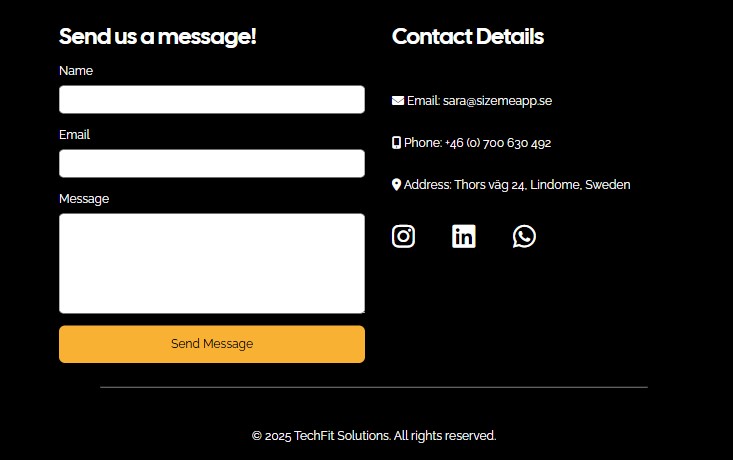 Send us a message!
Name
Email
Message
Send Message
Contact Details
Email: sara@sizemeapp.se
Phone: +46 (0) 700 630 492
Address: Thors väg 24, Lindome, Sweden
in
© 2025 TechFit Solutions. All rights reserved.